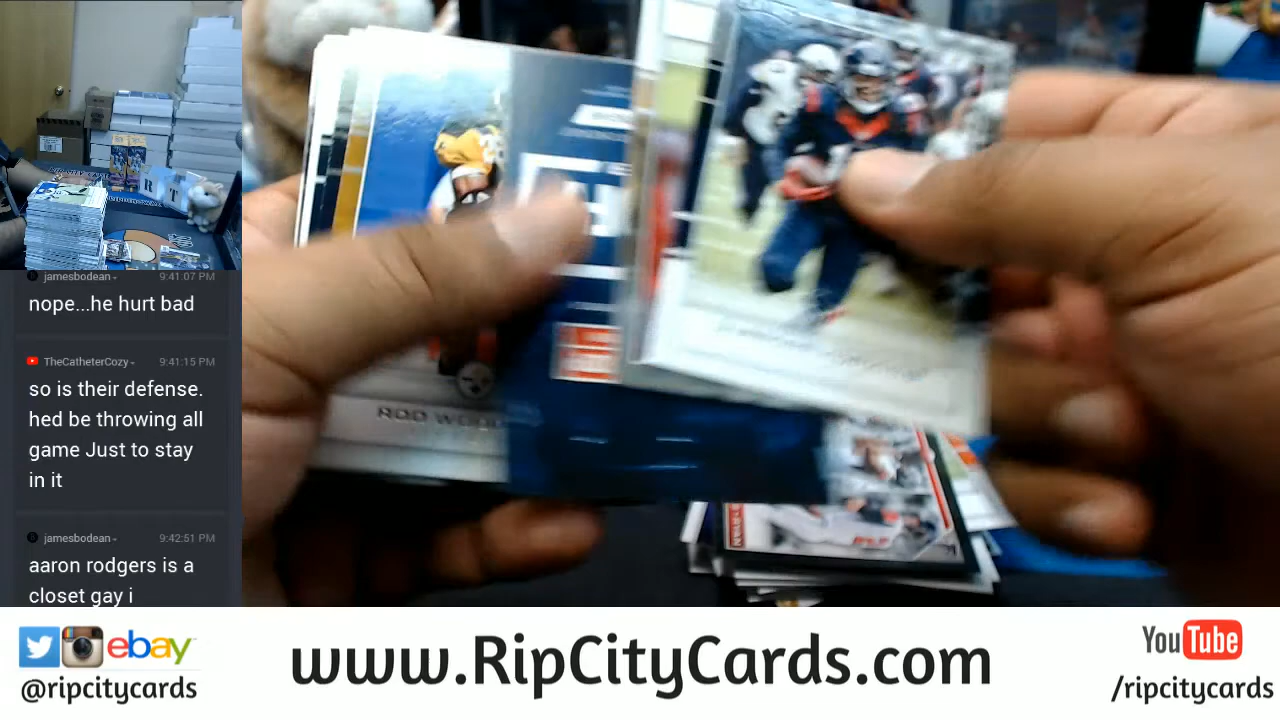 jamesbodean 9:41:07 PM
nope...he hurt bad
TheCatheterCozy 9:41:15 PM
so is their defense.
hed be throwing all
game Just to stay
in it
jamesbodean 9:42:51 PM
aaron rodgers is a
closet gay i
ROD
RYAN
R T
ebay
@ripcitycards
www.RipCityCards.com
YouTube
/ripcitycards